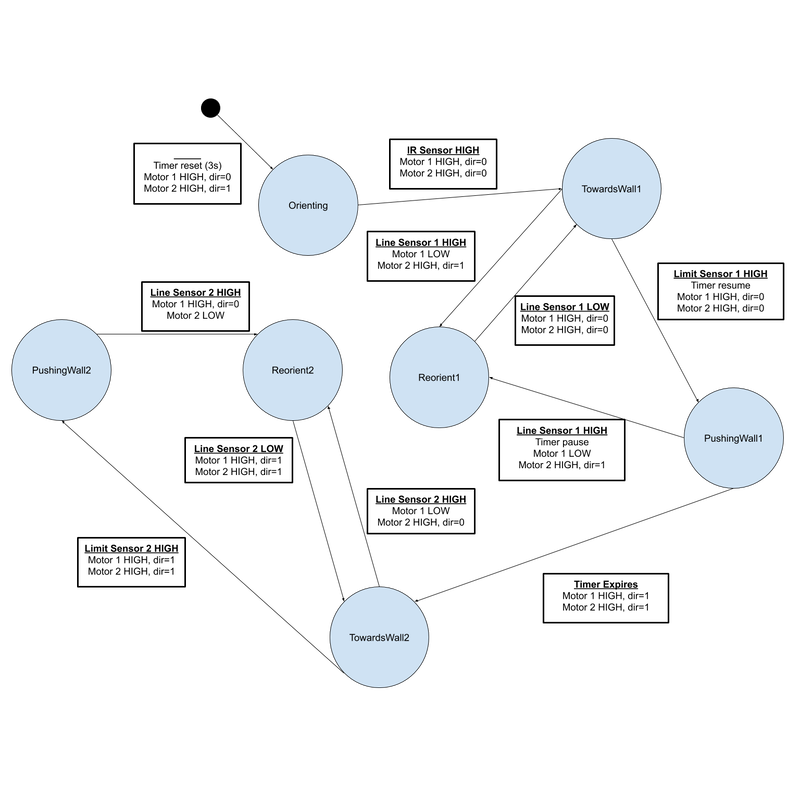 Timer reset (3s)
Motor 1 HIGH, dir=0
Motor 2 HIGH, dir=1
IR Sensor HIGH
Motor 1 HIGH, dir=0
Motor 2 HIGH, dir=0
Orienting
TowardsWall1
Line Sensor 1 HIGH
Motor 1 LOW
Motor 2 HIGH, dir=1
Limit Sensor 1 HIGH
Timer resume
Motor 1 HIGH, dir=0
Motor 2 HIGH, dir=0
Line Sensor 2 HIGH
Motor 1 HIGH, dir=0
Motor 2 LOW
Line Sensor 1 LOW
Motor 1 HIGH, dir=0
Motor 2 HIGH, dir=0
PushingWall2
Reorient2
Reorient1
Line Sensor 1 HIGH
Timer pause
Motor 1 LOW
Motor 2 HIGH, dir=1
PushingWall1
Line Sensor 2 LOW
Motor 1 HIGH, dir=1
Motor 2 HIGH, dir=1
Line Sensor 2 HIGH
Motor 1 LOW
Motor 2 HIGH, dir=0
Limit Sensor 2 HIGH
Motor 1 HIGH, dir=1
Motor 2 HIGH, dir=1
Timer Expires
Motor 1 HIGH, dir=1
Motor 2 HIGH, dir=1
TowardsWall2